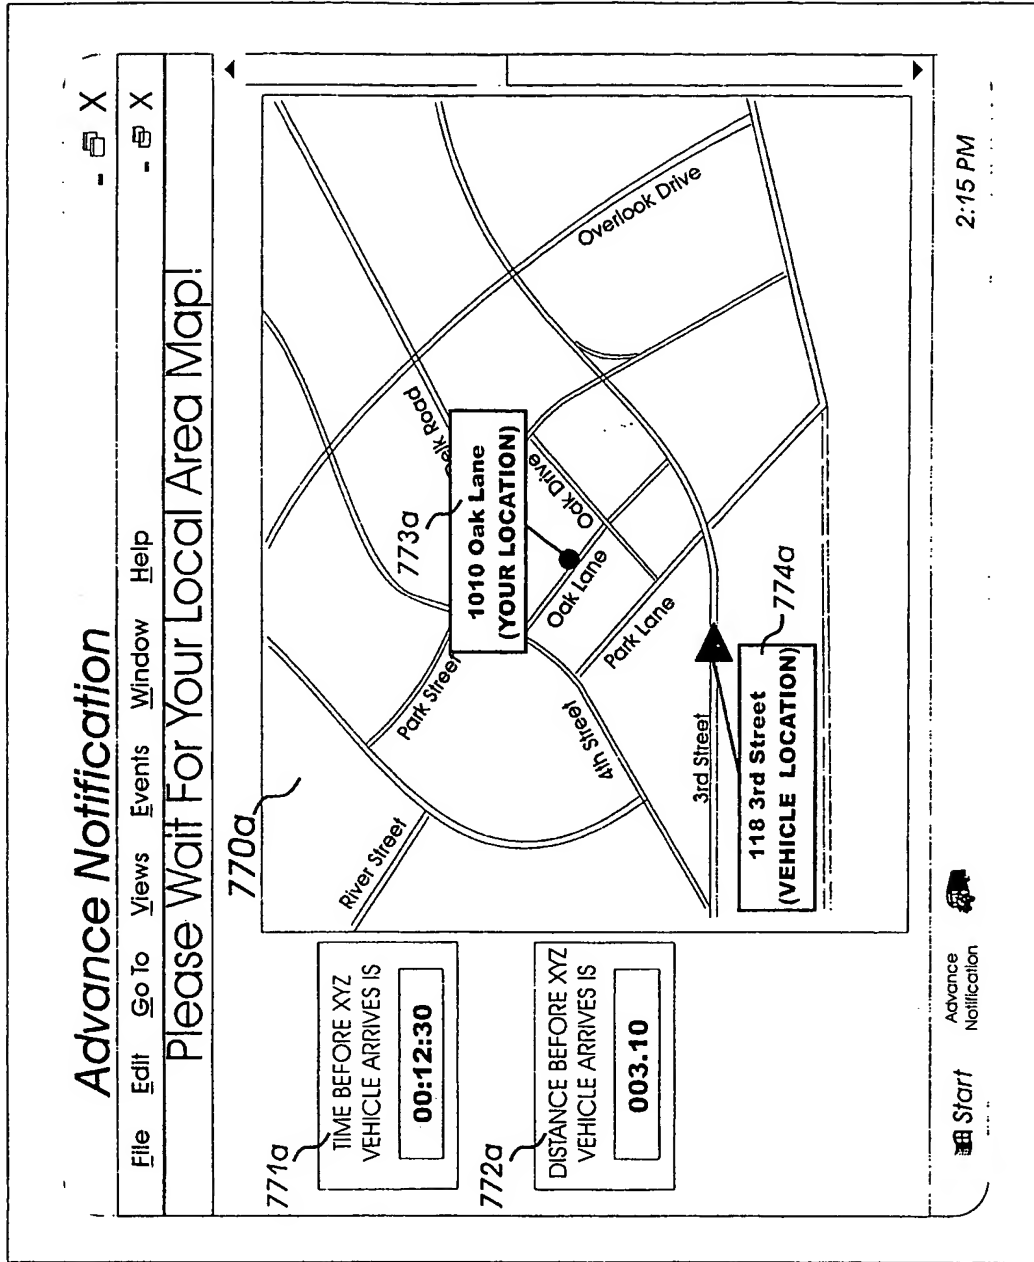 Advance Notification
- X
File Edit Go To Views Events Window Help
- X
Please Wait For Your Local Area Map!
771a
TIME BEFORE XYZ
VEHICLE ARRIVES IS
00:12:30
772a
DISTANCE BEFORE XYZ
VEHICLE ARRIVES IS
003.10
770a
River Street
Park Street
773a
1010 Oak Lane
(YOUR LOCATION)
Road
Oak Drive
Oak Lane
Park Lane
4th Street
3rd Street
Overlook Drive
774a
118 3rd Street
(VEHICLE LOCATION)
Start
Advance
Notification
2:15 PM